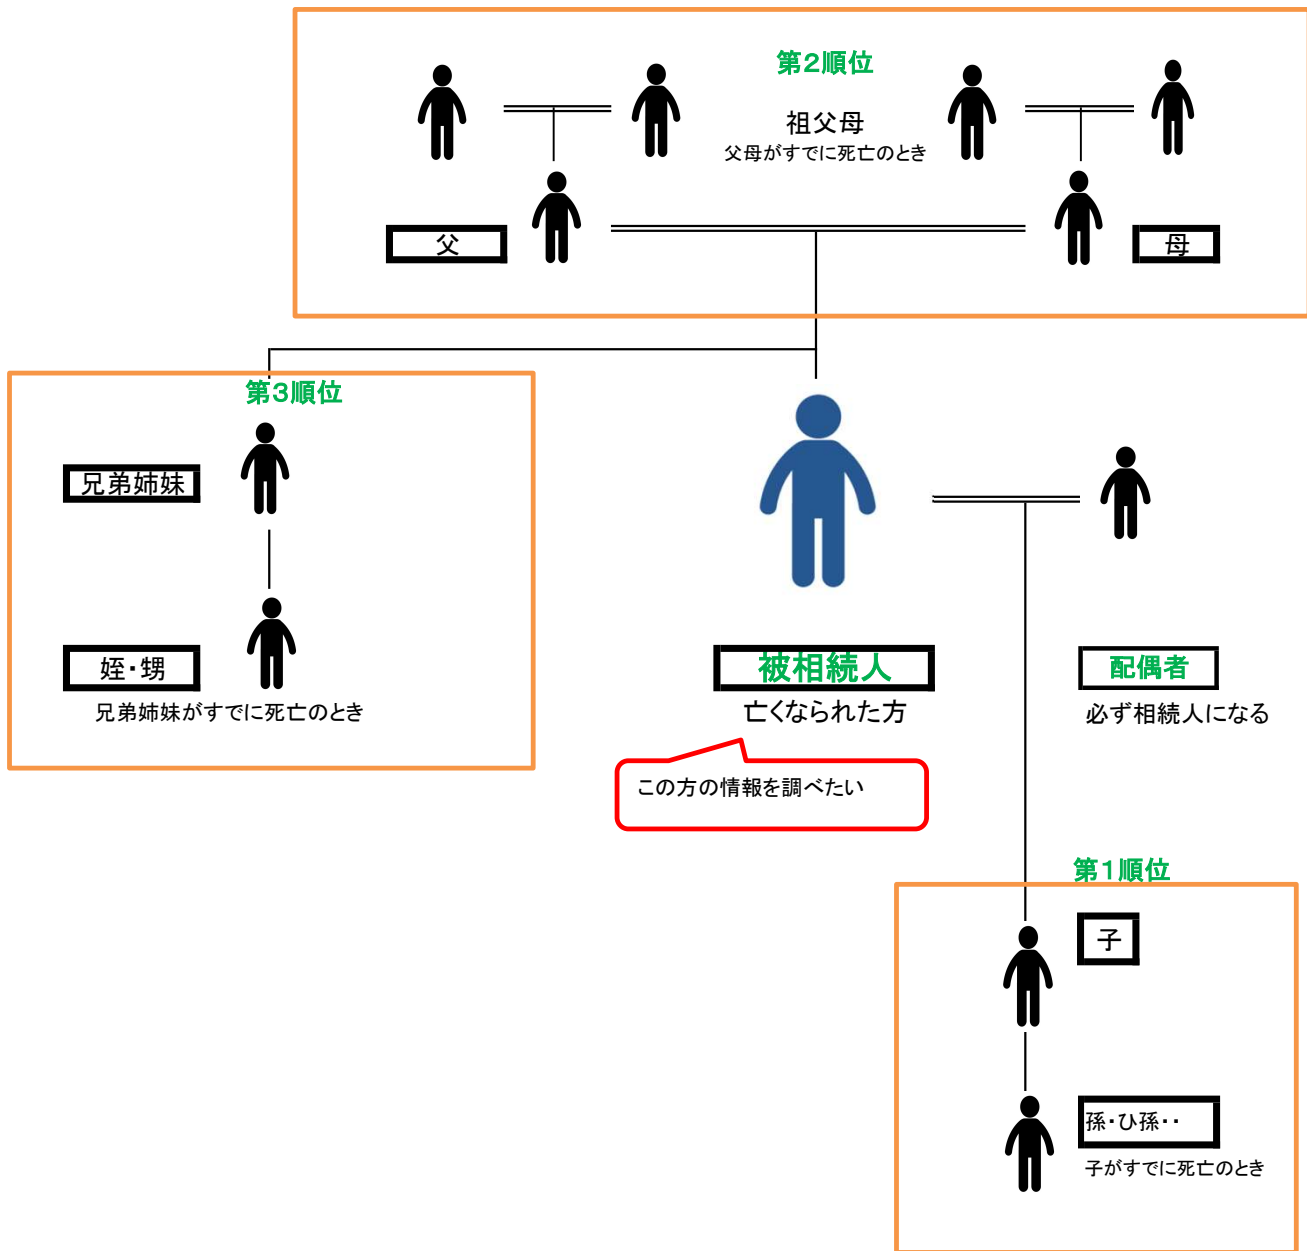 第2順位
祖父母
父母がすでに死亡のとき
父
母
第3順位
兄弟姉妹
姪・甥
兄弟姉妹がすでに死亡のとき
被相続人
亡くなられた方
配偶者
必ず相続人になる
この方の情報を調べたい
第1順位
子
孫・ひ孫・・
子がすでに死亡のとき